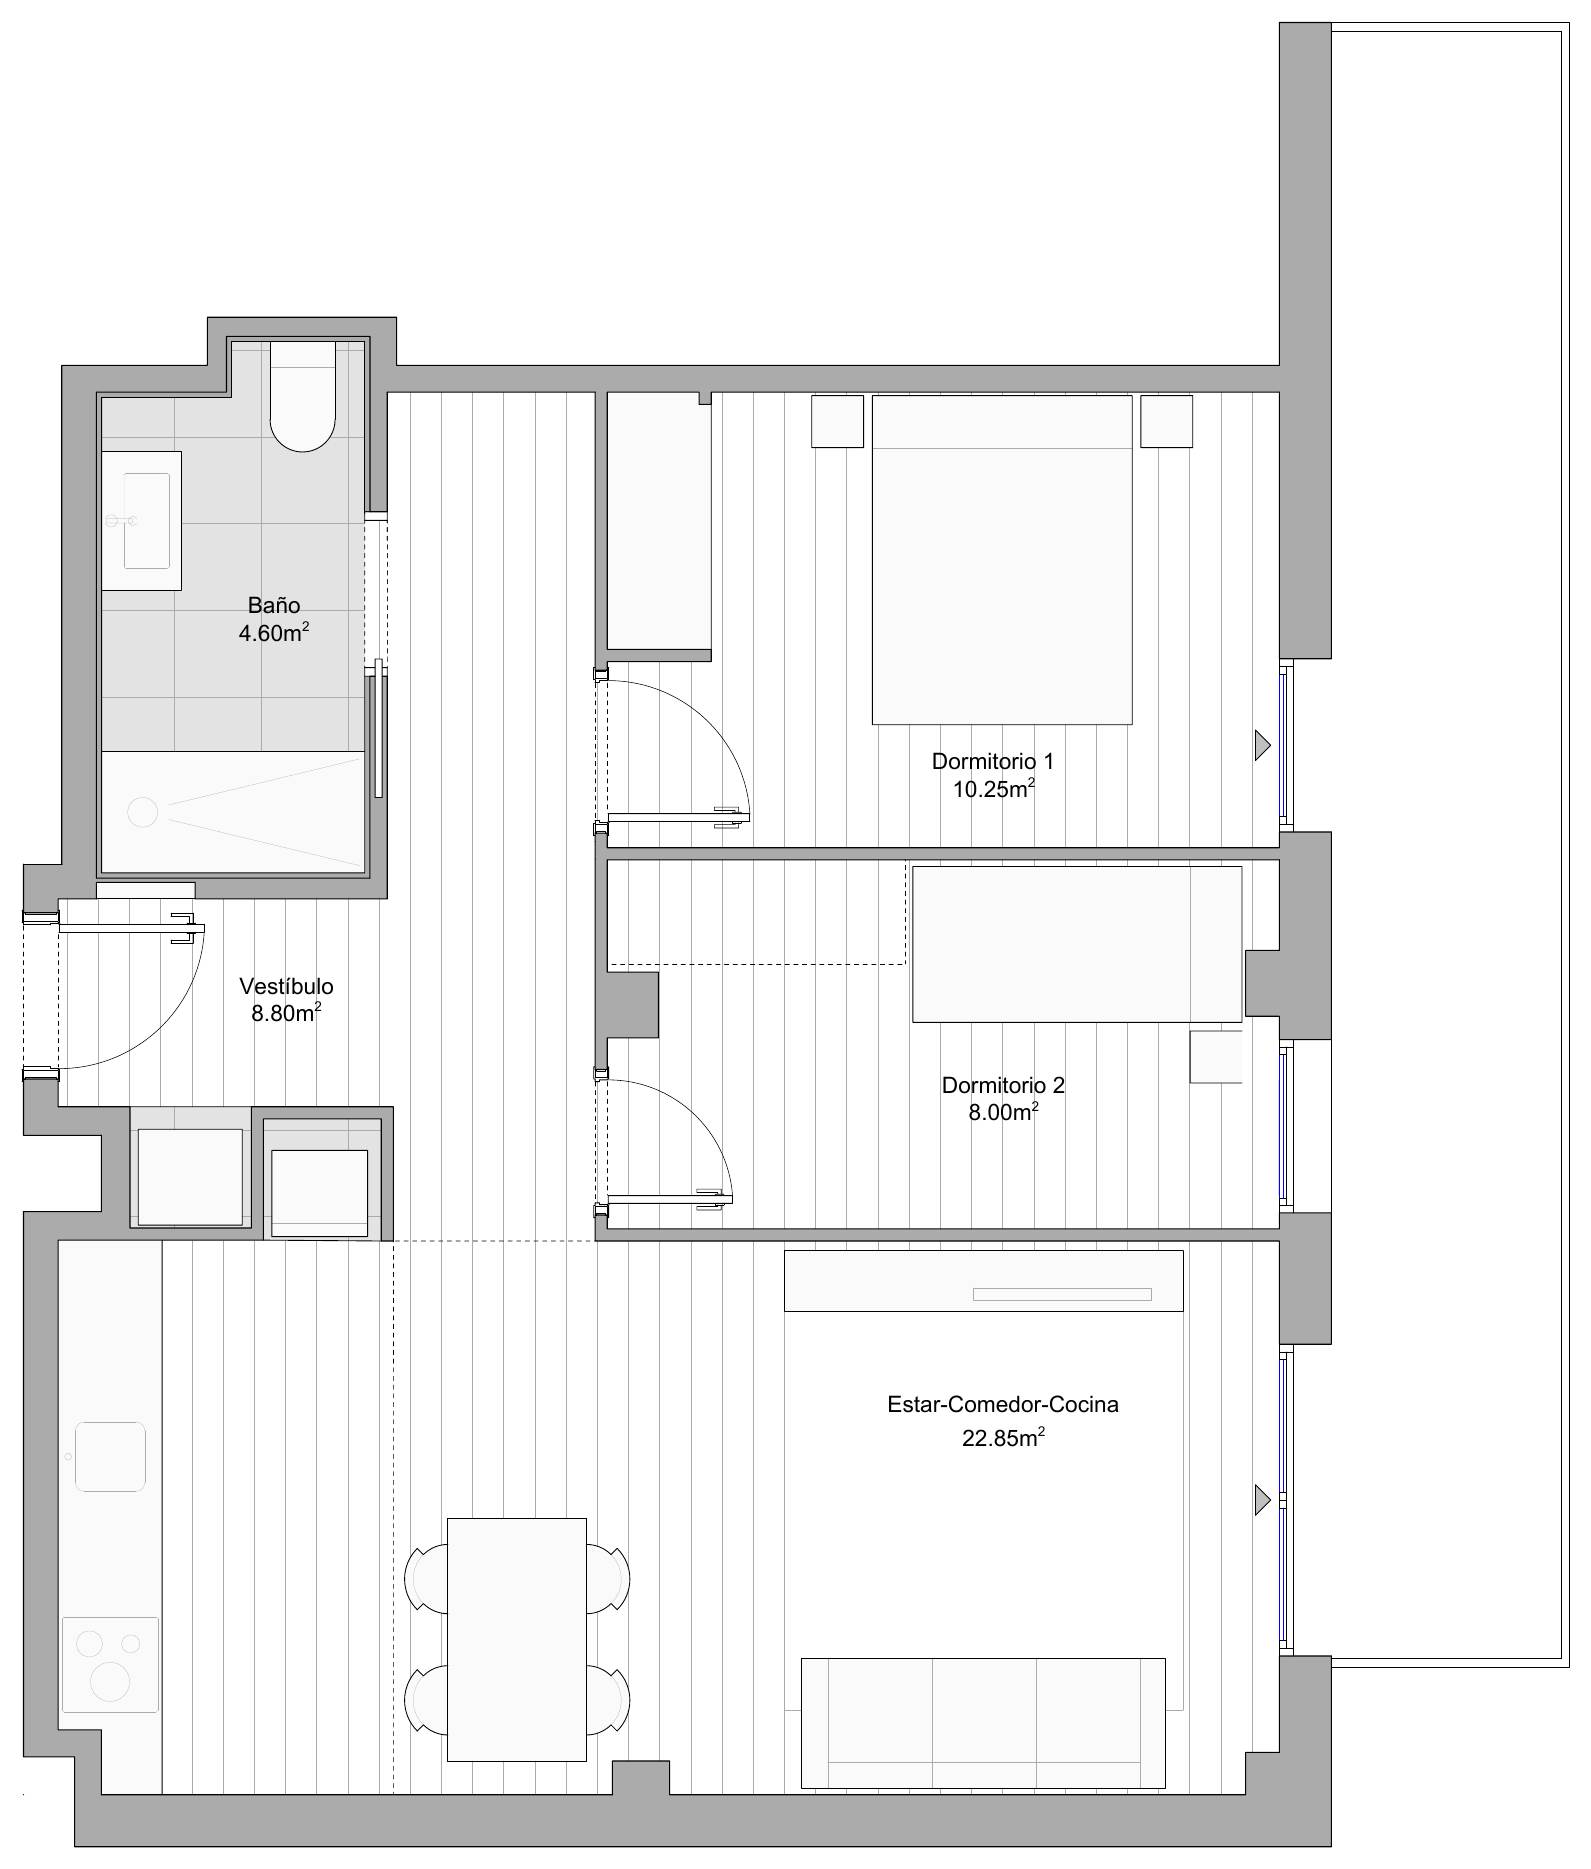 Baño
4.60m²
Dormitorio 1
10.25m²
Vestíbulo
8.80m²
Dormitorio 2
8.00m²
Estar-Comedor-Cocina
22.85m²